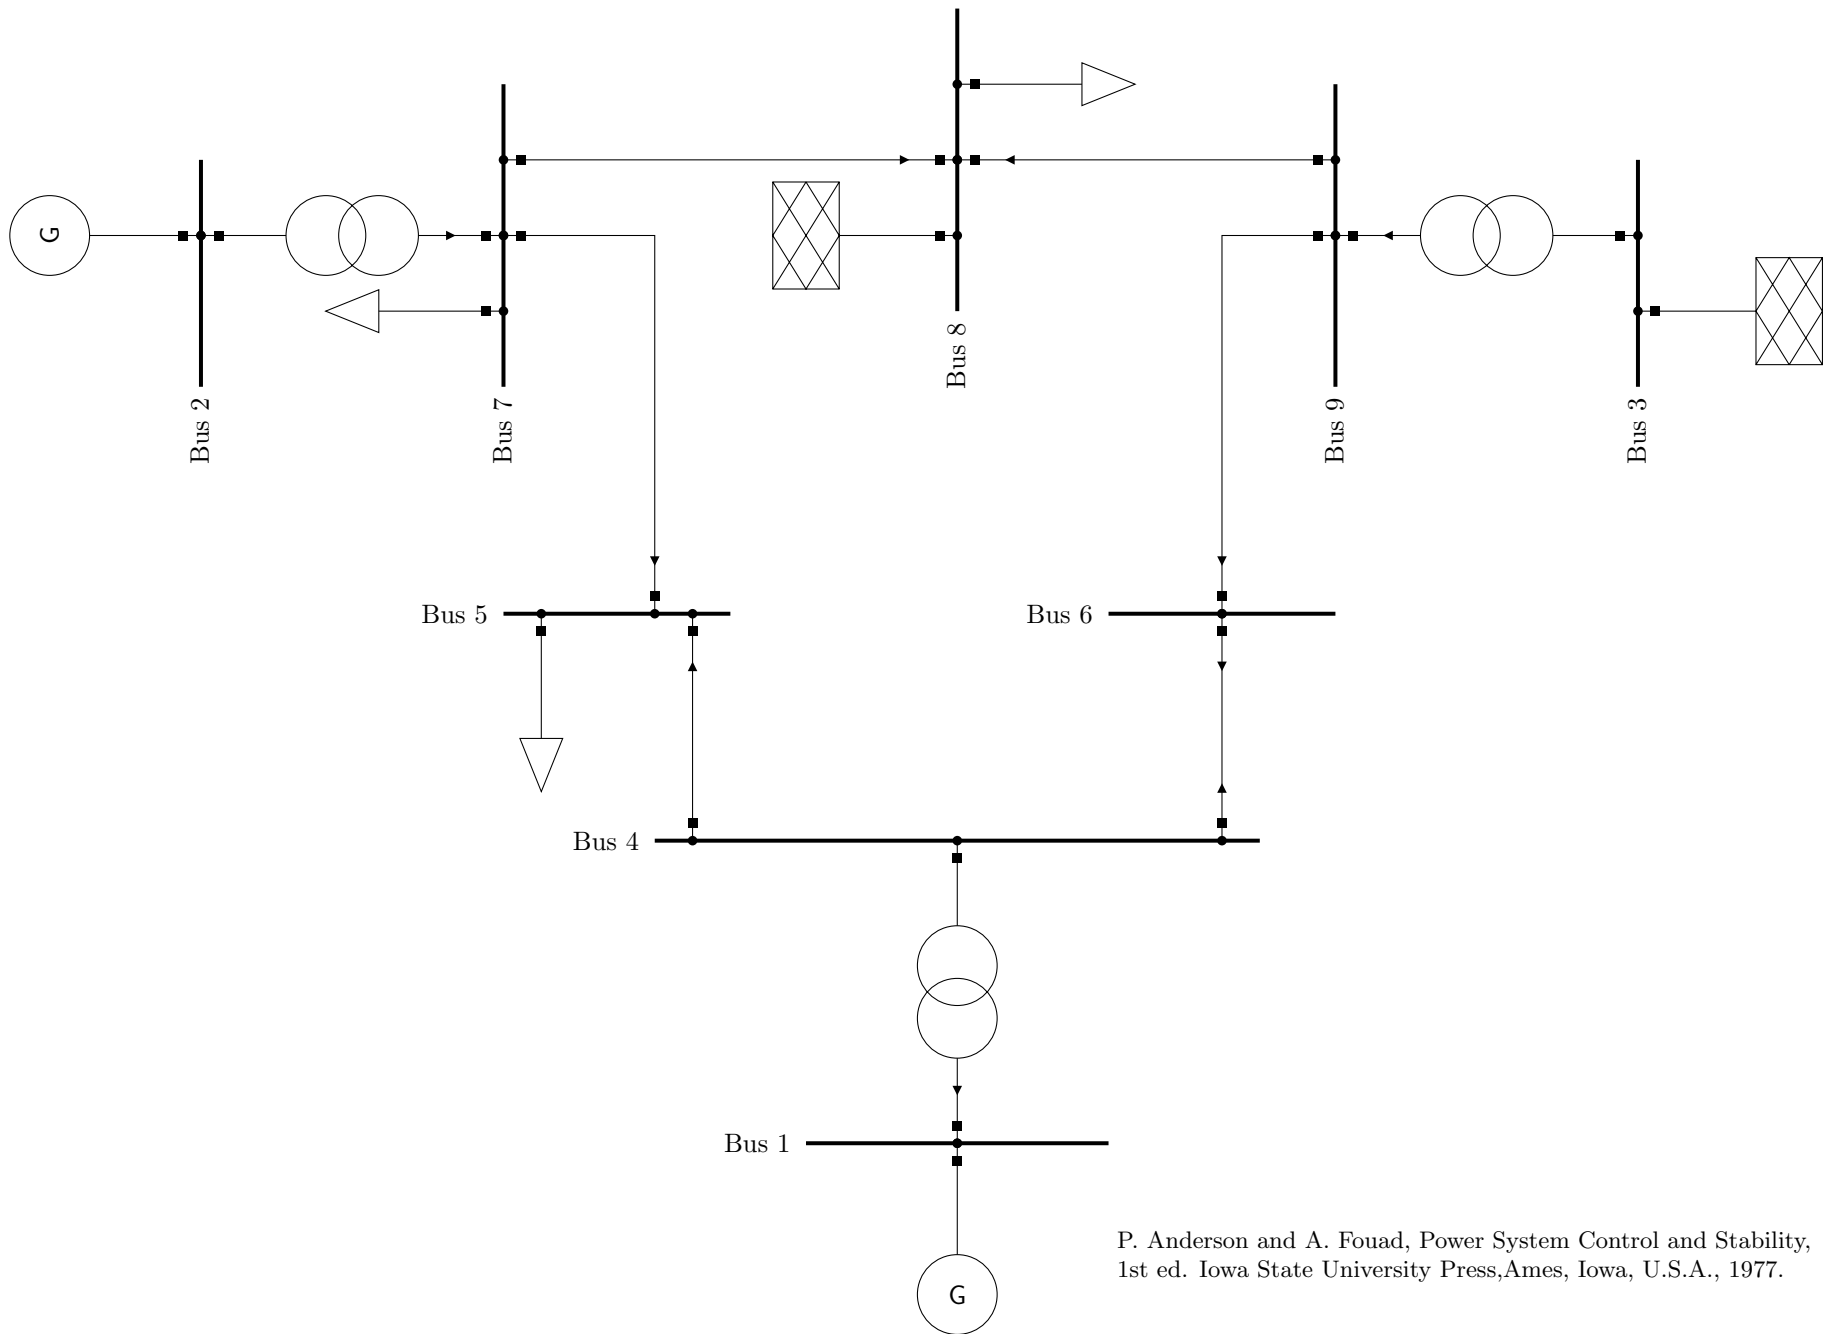 G
Bus 2
Bus 7
Bus 8
Bus 9
Bus 3
Bus 5
Bus 6
Bus 4
Bus 1
G
P. Anderson and A. Fouad, Power System Control and Stability,
1st ed. Iowa State University Press,Ames, Iowa, U.S.A., 1977.